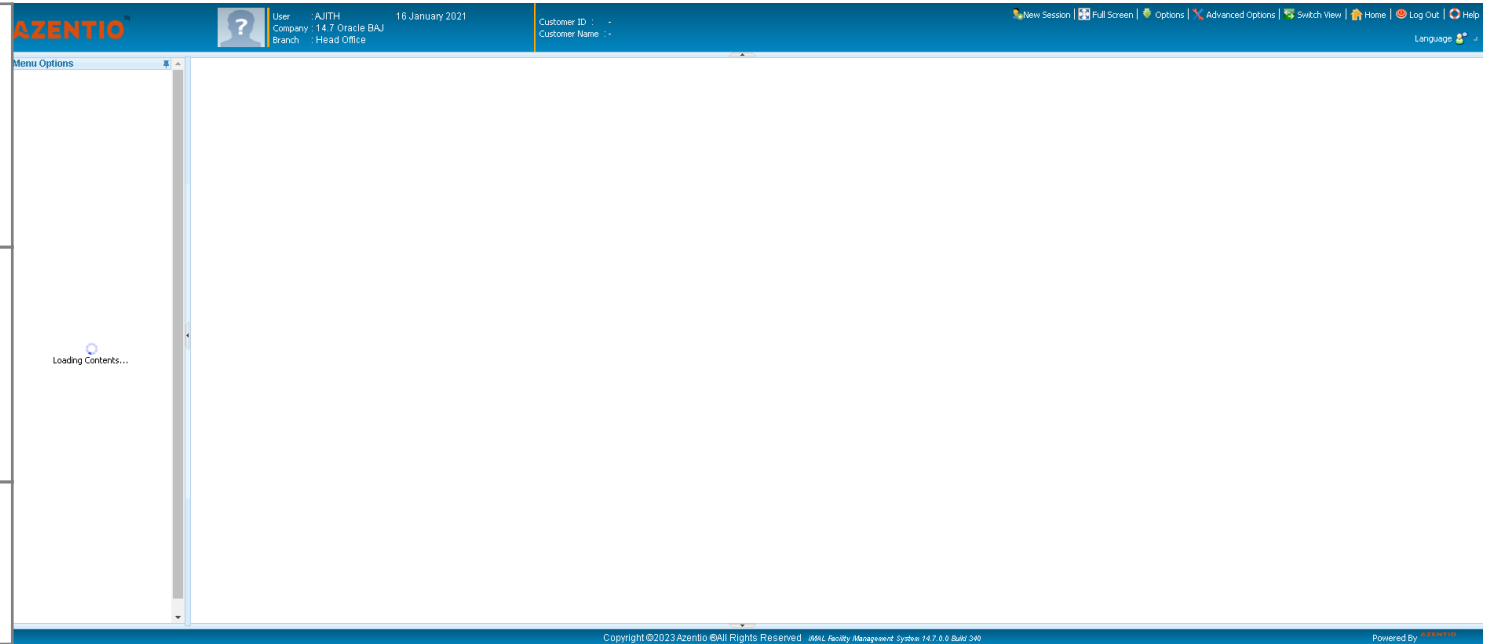 AZENTIO
User : AJITH 16 January 2021
Company : 14.7 Oracle BAJ
Branch : Head Office
Customer ID : -
Customer Name : -
New Session | Full Screen | Options | Advanced Options | Switch View | Home | Log Out | Help
Language
Menu Options
Loading Contents...
Copyright ©2023 Azentio ®All Rights Reserved iMAL Facility Management System 14.7.0.0 Build 340
Powered By AZENTIO